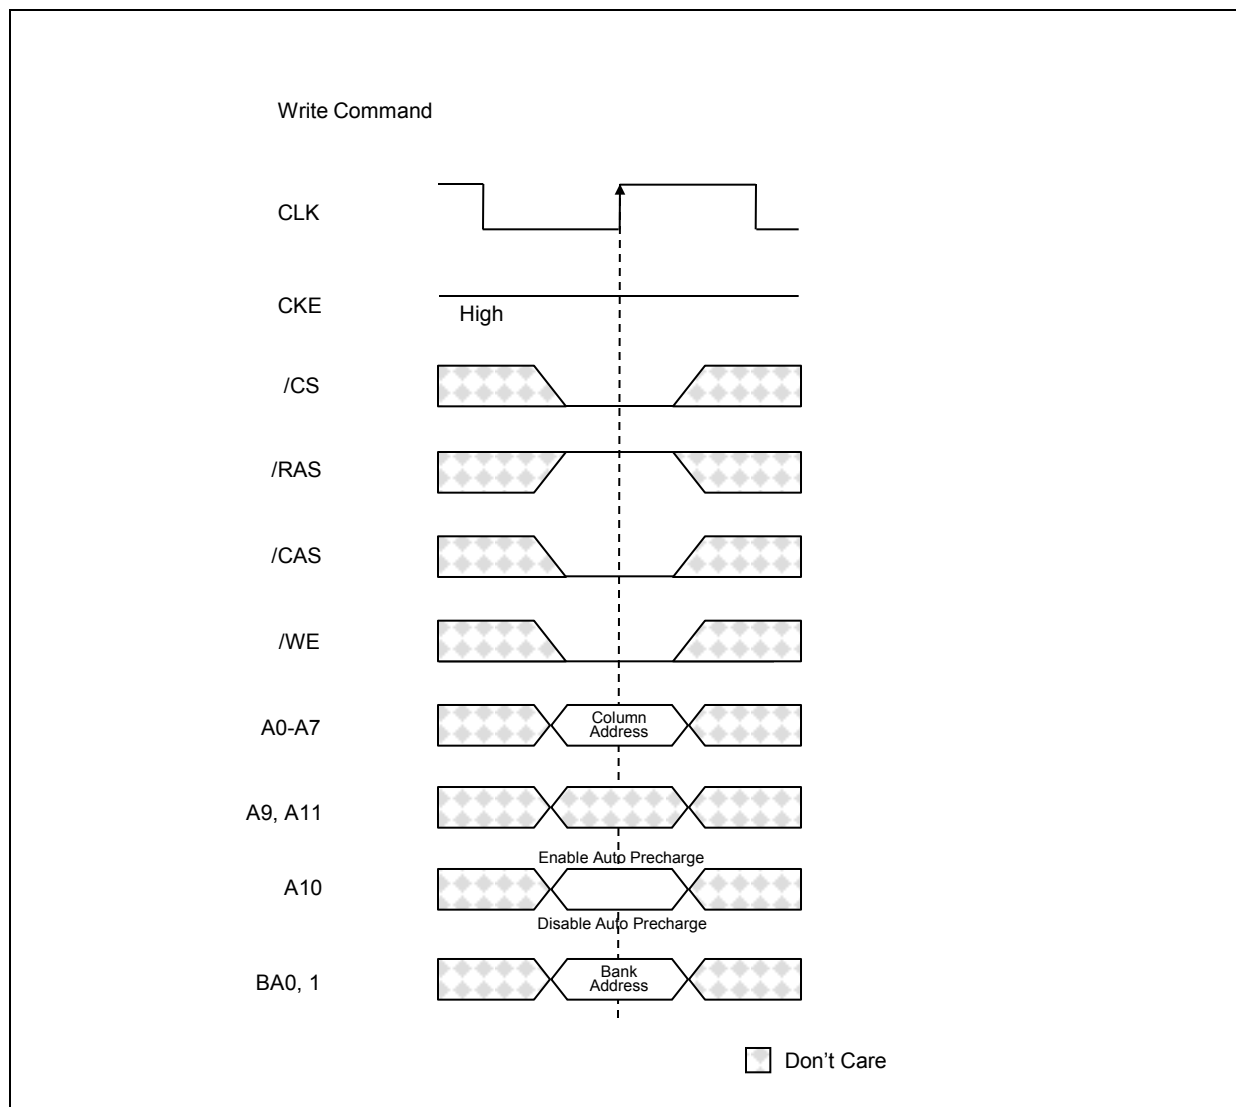 Write Command
CLK
CKE
High
/CS
/RAS
/CAS
/WE
A0-A7
Column
Address
A9, A11
Enable Auto Precharge
A10
Disable Auto Precharge
BA0, 1
Bank
Address
Don't Care